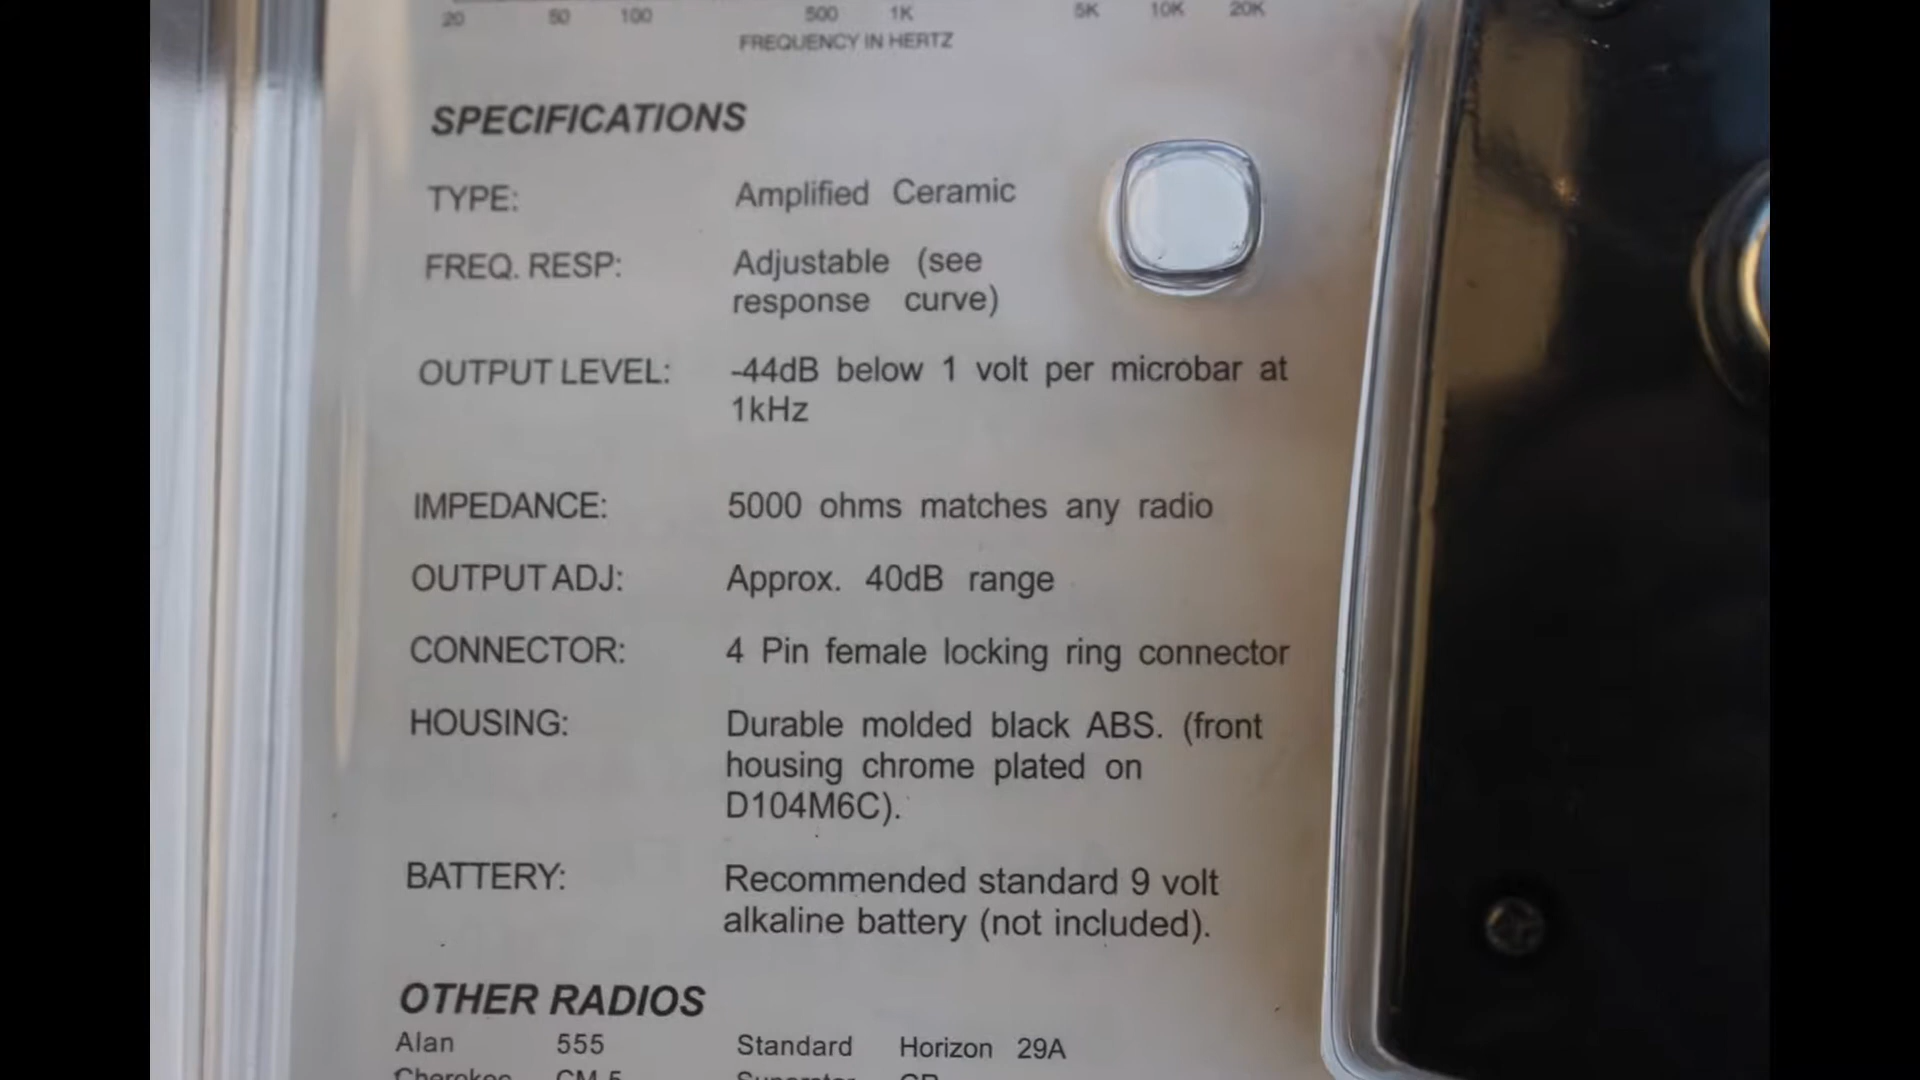 20 50 100 500 1K 5K 10K 20K
FREQUENCY IN HERTZ
SPECIFICATIONS
TYPE: Amplified Ceramic
FREQ. RESP: Adjustable (see
response curve)
OUTPUT LEVEL: -44dB below 1 volt per microbar at
1kHz
IMPEDANCE: 5000 ohms matches any radio
OUTPUT ADJ: Approx. 40dB range
CONNECTOR: 4 Pin female locking ring connector
HOUSING: Durable molded black ABS. (front
housing chrome plated on
D104M6C).
BATTERY: Recommended standard 9 volt
alkaline battery (not included).
OTHER RADIOS
Alan 555 Standard Horizon 29A
Cherokee CM-5